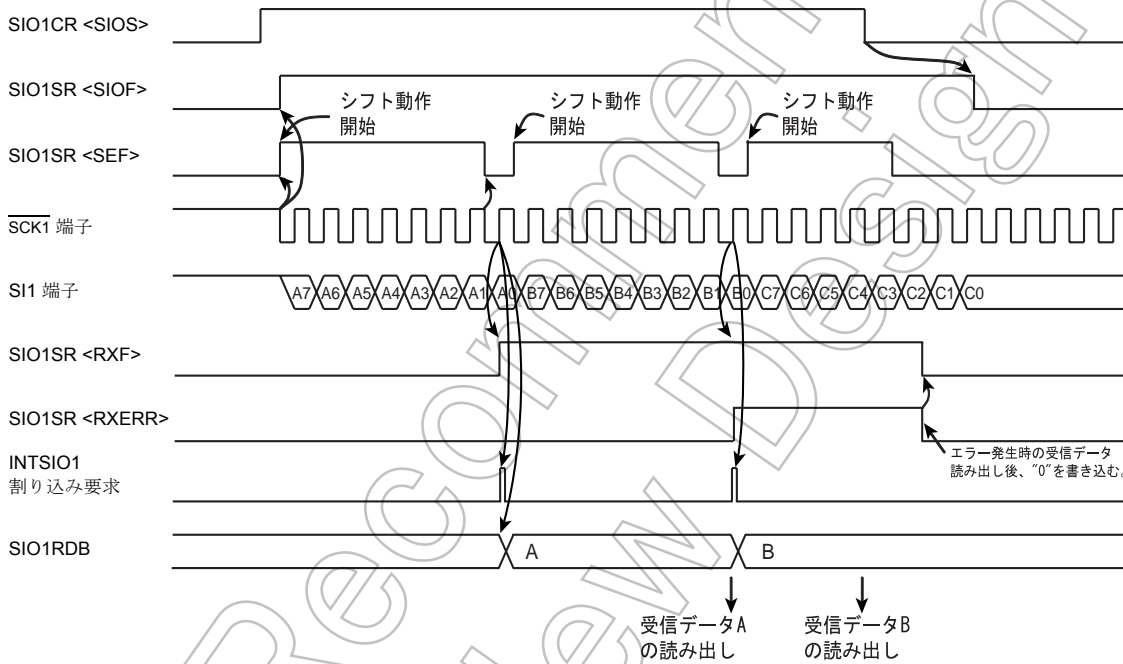 SIO1CR <SIOS>
SIO1SR <SIOF>
シフト動作
開始
シフト動作
開始
シフト動作
開始
SIO1SR <SEF>
SCK1 端子
SI1 端子
A7 A6 A5 A4 A3 A2 A1 A0 B7 B6 B5 B4 B3 B2 B1 B0 C7 C6 C5 C4 C3 C2 C1 C0
SIO1SR <RXF>
SIO1SR <RXERR>
エラー発生時の受信データ
読み出し後、"0"を書き込む。
INTSIO1
割り込み要求
SIO1RDB
A
B
受信データA
の読み出し
受信データB
の読み出し
Recommen
New Design